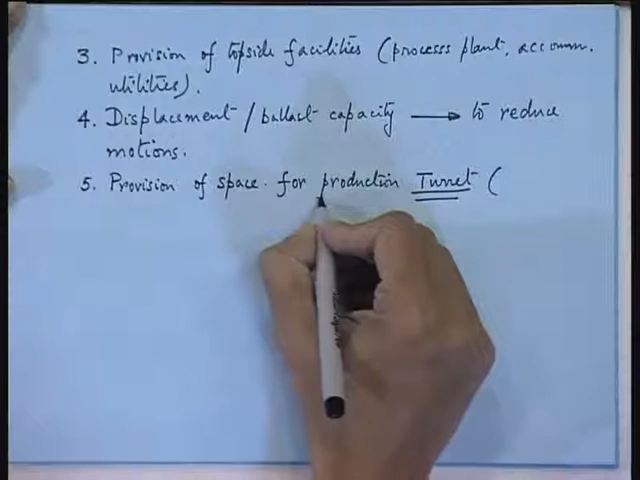 3. Provision of topside facilities (processs plant, accomm.
utilities).
4. Displacement / ballast capacity → to reduce
motions.
5. Provision of space for production Turret (